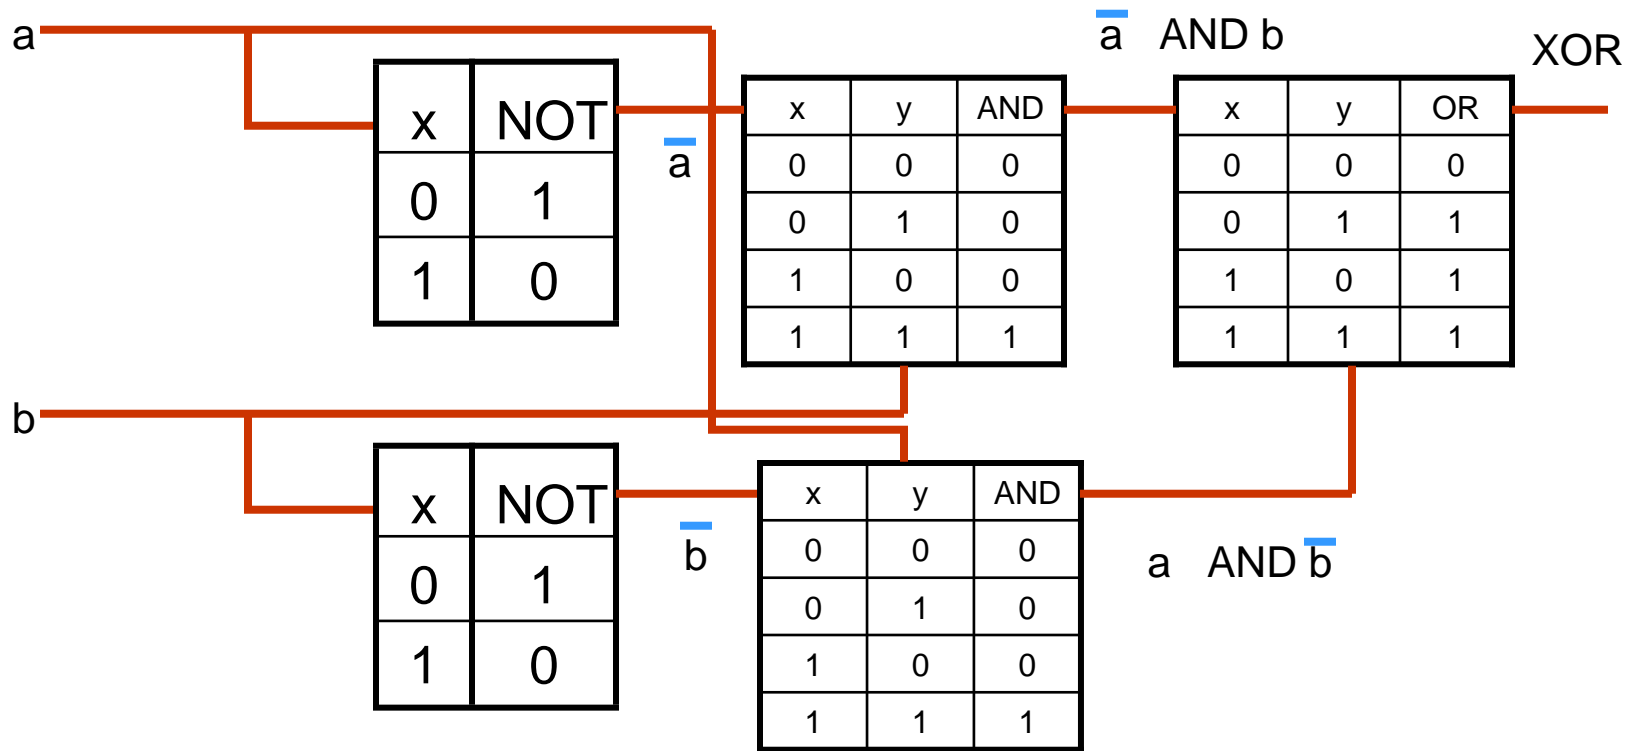 a
x NOT
0 1
1 0
a̅
x y AND
0 0 0
0 1 0
1 0 0
1 1 1
a̅ AND b
x y OR
0 0 0
0 1 1
1 0 1
1 1 1
XOR
b
x NOT
0 1
1 0
b̅
x y AND
0 0 0
0 1 0
1 0 0
1 1 1
a AND b̅